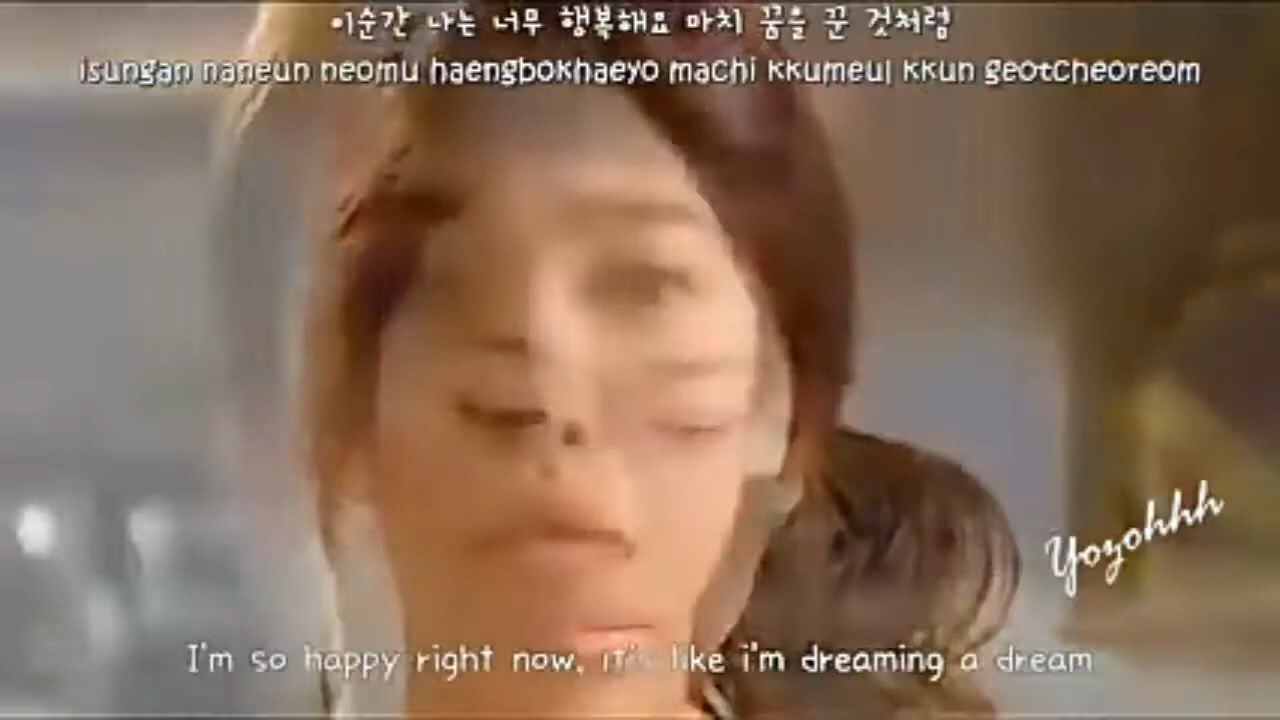 이순간 나는 너무 행복해요 마치 꿈을 꾼 것처럼
isungan naneun neomu haengbokhaeyo machi kkumeul kkun geotcheoreom
Yozohhh
I'm so happy right now, it's like i'm dreaming a dream